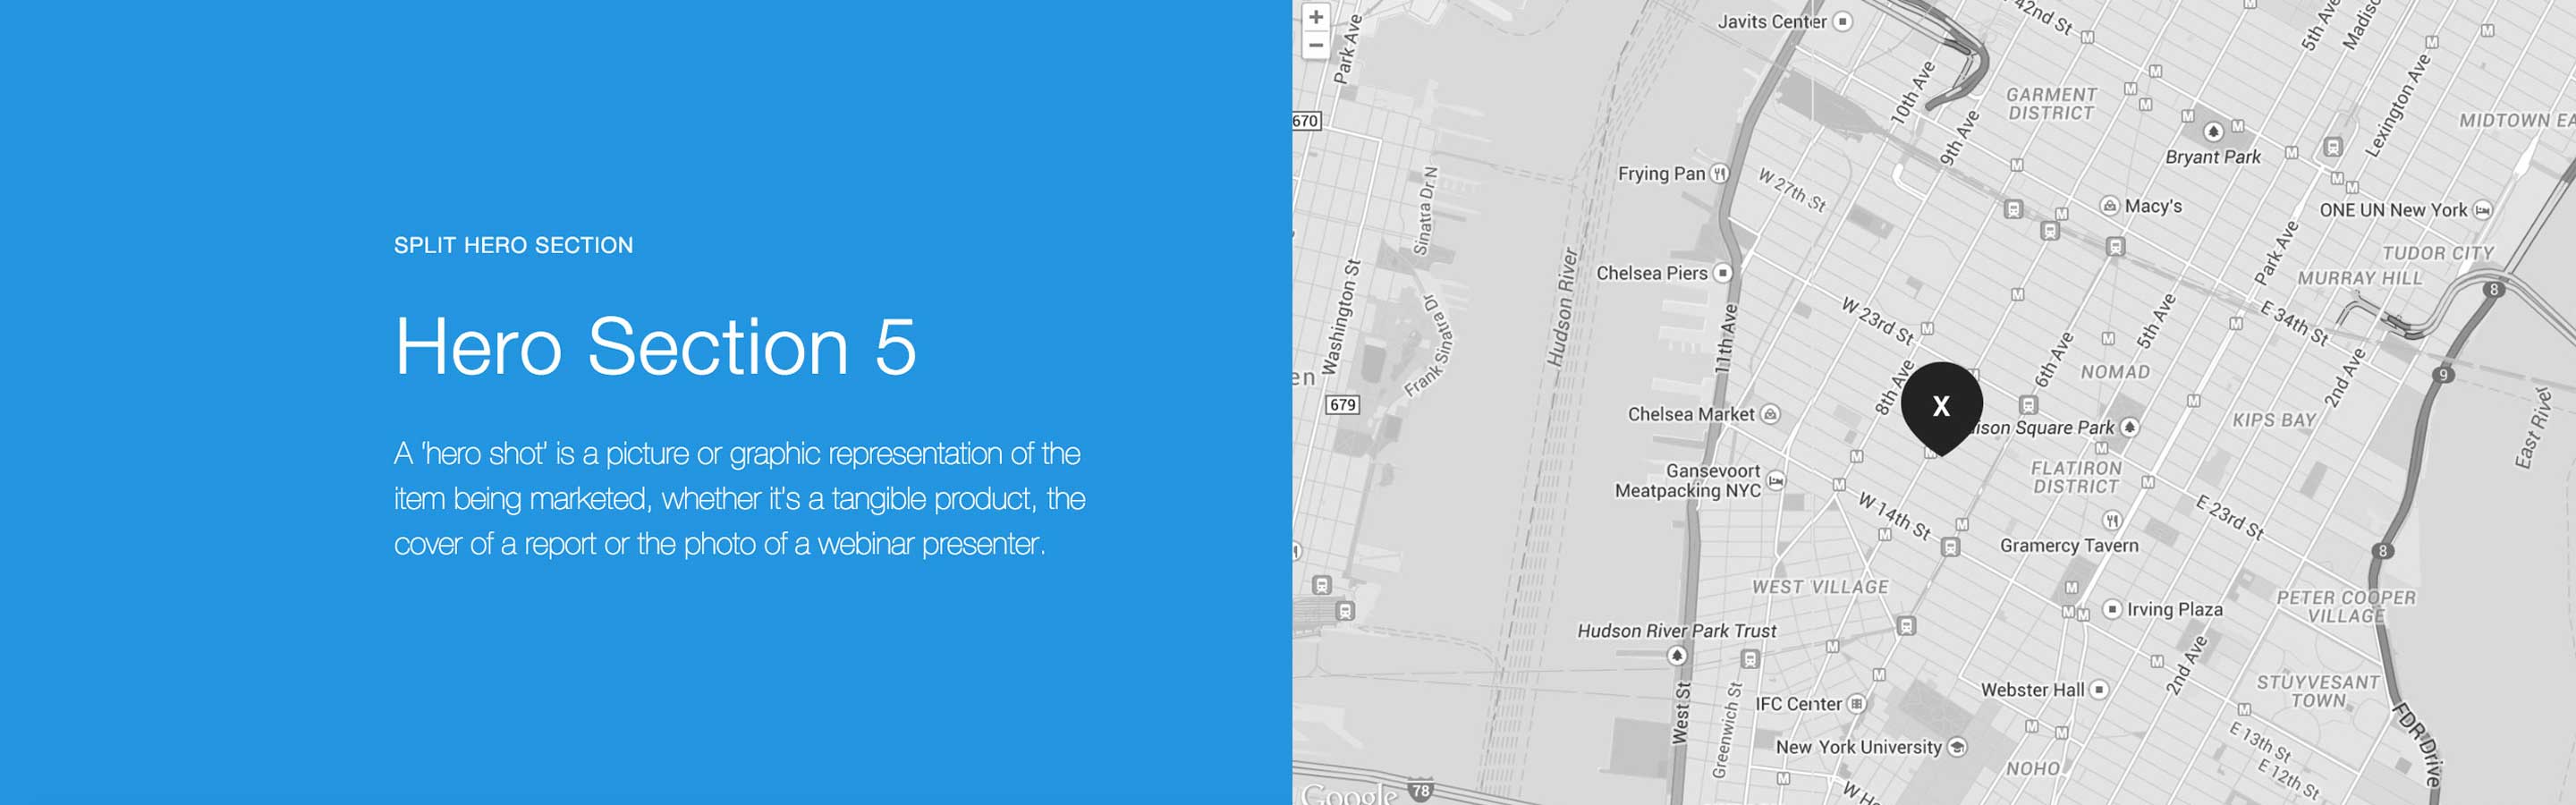 SPLIT HERO SECTION
Hero Section 5
A 'hero shot' is a picture or graphic representation of the
item being marketed, whether it's a tangible product, the
cover of a report or the photo of a webinar presenter.
+
−
Park Ave
670
Sinatra Dr N
Washington St
Frank Sinatra Dr
en
679
Hudson River
Javits Center
42nd St
5th Ave
10th Ave
9th Ave
GARMENT
DISTRICT
Lexington Ave
Bryant Park
Frying Pan
W 27th St
Macy's
ONE UN New York
TUDOR CITY
MURRAY HILL
Park Ave
Chelsea Piers
11th Ave
W 23rd St
E 34th St
8
5th Ave
6th Ave
NOMAD
2nd Ave
9
8th Ave
X
Chelsea Market
ison Square Park
KIPS BAY
East River
Gansevoort
Meatpacking NYC
FLATIRON
DISTRICT
W 14th St
E 23rd St
Gramercy Tavern
8
WEST VILLAGE
PETER COOPER
VILLAGE
Irving Plaza
Hudson River Park Trust
2nd Ave
STUYVESANT
TOWN
Webster Hall
West St
Greenwich St
IFC Center
New York University
FDR Drive
E 13th St
E 12th St
NOHO
Google
78